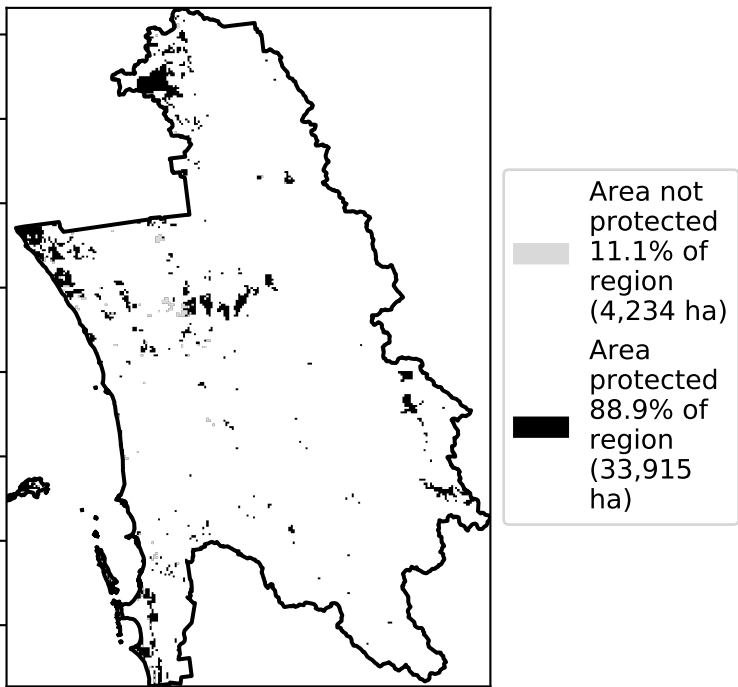 Area not
protected
11.1% of
region
(4,234 ha)
Area
protected
88.9% of
region
(33,915
ha)